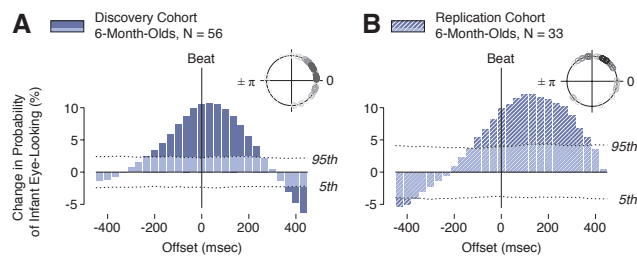 A
Discovery Cohort
6-Month-Olds, N = 56
Beat
± π
0
Change in Probability
of Infant Eye-Looking (%)
10
5
0
-5
95th
5th
-400
-200
0
200
400
Offset (msec)
B
Replication Cohort
6-Month-Olds, N = 33
Beat
± π
0
10
5
0
-5
95th
5th
-400
-200
0
200
400
Offset (msec)